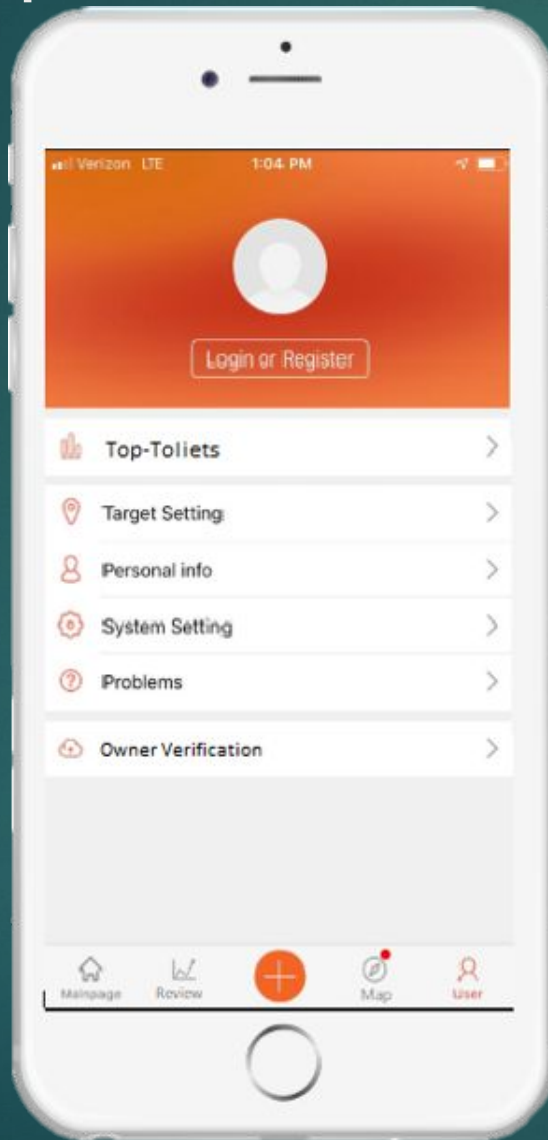 Verizon LTE 1:04 PM
Login or Register
Top-Toliets
Target Setting
Personal info
System Setting
Problems
Owner Verification
Mainpage Review Map User